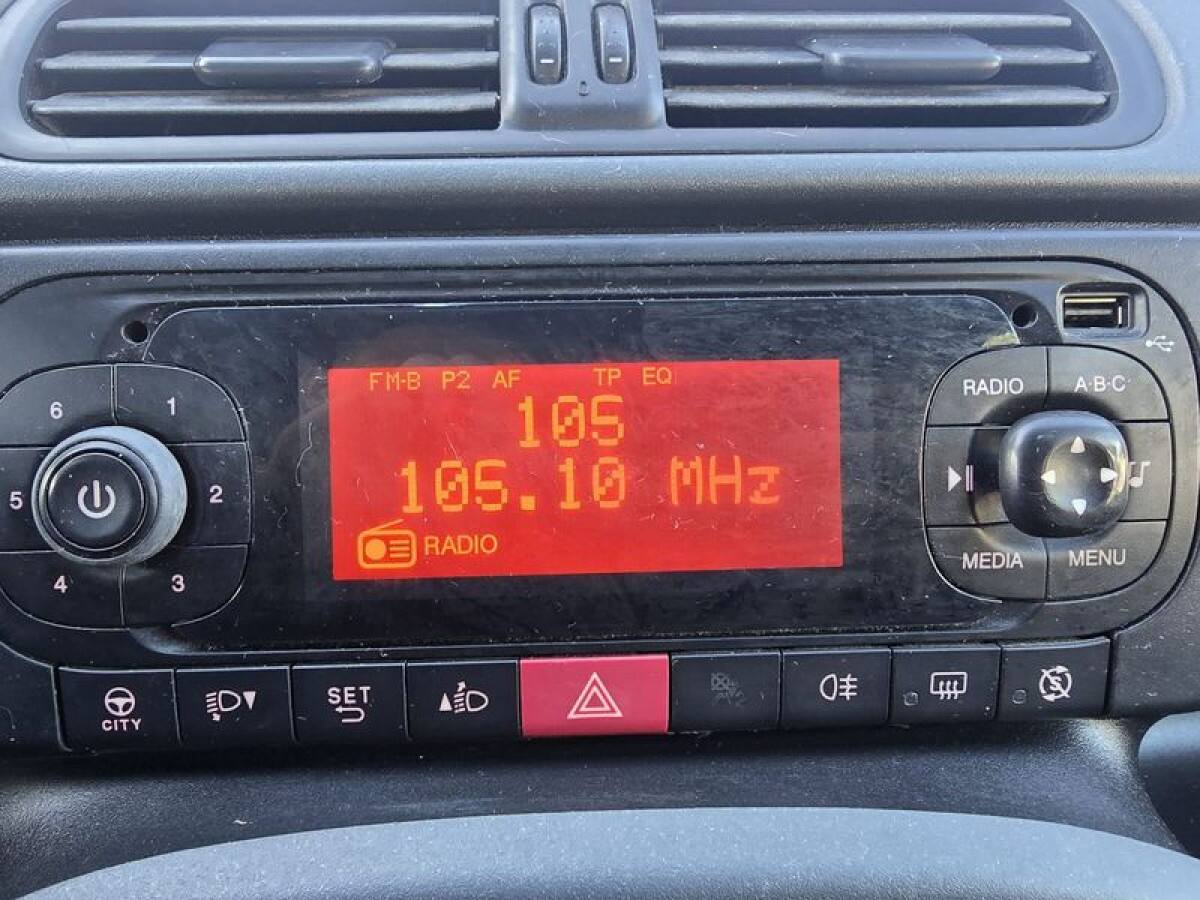 FM-B P2 AF TP EQ
105
105.10 MHz
RADIO
6
1
5
2
4
3
RADIO
A·B·C
MEDIA
MENU
CITY
SET